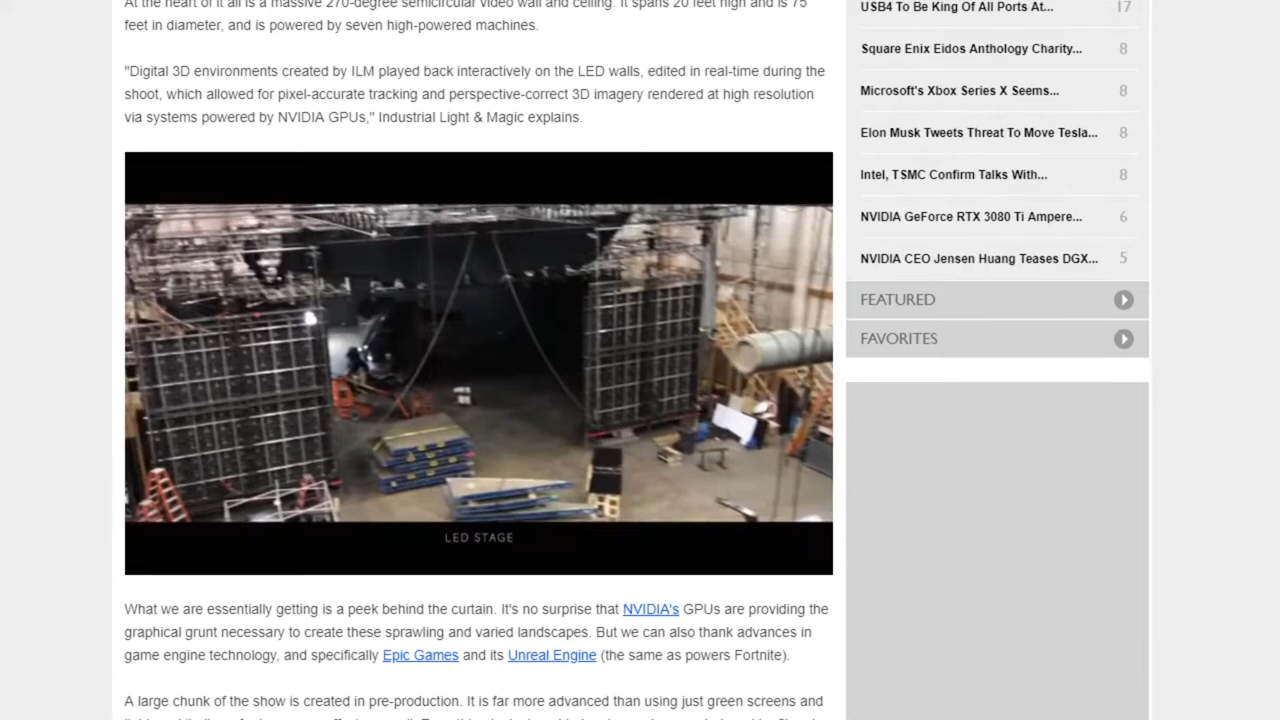 At the heart of it all is a massive 270-degree semicircular video wall and ceiling. It spans 20 feet high and is 75
feet in diameter, and is powered by seven high-powered machines.
"Digital 3D environments created by ILM played back interactively on the LED walls, edited in real-time during the
shoot, which allowed for pixel-accurate tracking and perspective-correct 3D imagery rendered at high resolution
via systems powered by NVIDIA GPUs," Industrial Light & Magic explains.
LED STAGE
What we are essentially getting is a peek behind the curtain. It's no surprise that NVIDIA's GPUs are providing the
graphical grunt necessary to create these sprawling and varied landscapes. But we can also thank advances in
game engine technology, and specifically Epic Games and its Unreal Engine (the same as powers Fortnite).
A large chunk of the show is created in pre-production. It is far more advanced than using just green screens and
USB4 To Be King Of All Ports At... 17
Square Enix Eidos Anthology Charity... 8
Microsoft's Xbox Series X Seems... 8
Elon Musk Tweets Threat To Move Tesla... 8
Intel, TSMC Confirm Talks With... 8
NVIDIA GeForce RTX 3080 Ti Ampere... 6
NVIDIA CEO Jensen Huang Teases DGX... 5
FEATURED
FAVORITES